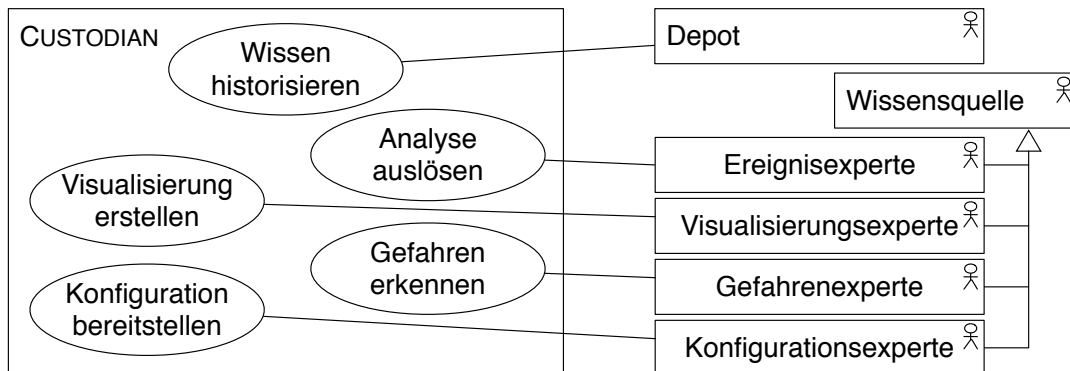 CUSTODIAN
Wissen
historisieren
Analyse
auslösen
Visualisierung
erstellen
Gefahren
erkennen
Konfiguration
bereitstellen
Depot
Wissensquelle
Ereignisexperte
Visualisierungsexperte
Gefahrenexperte
Konfigurationsexperte